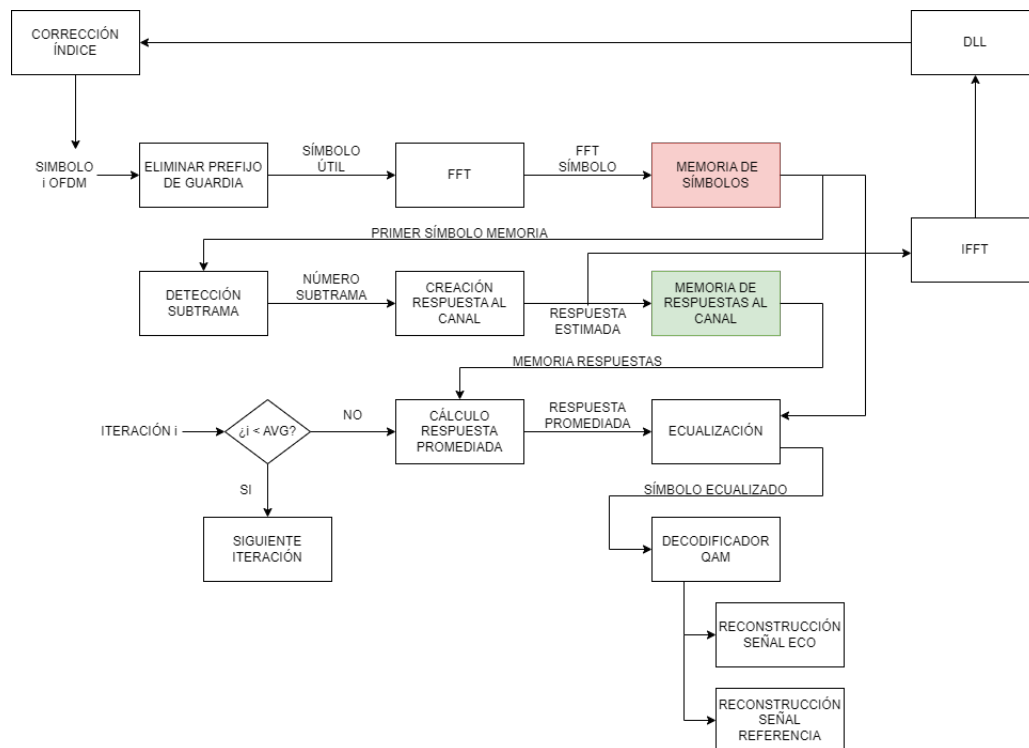 CORRECCIÓN
ÍNDICE
DLL
SIMBOLO
i OFDM
ELIMINAR PREFIJO
DE GUARDIA
SÍMBOLO
ÚTIL
FFT
FFT
SÍMBOLO
MEMORIA DE
SÍMBOLOS
PRIMER SÍMBOLO MEMORIA
IFFT
DETECCIÓN
SUBTRAMA
NÚMERO
SUBTRAMA
CREACIÓN
RESPUESTA AL
CANAL
RESPUESTA
ESTIMADA
MEMORIA DE
RESPUESTAS AL
CANAL
MEMORIA RESPUESTAS
ITERACIÓN i
¿i < AVG?
NO
CÁLCULO
RESPUESTA
PROMEDIADA
RESPUESTA
PROMEDIADA
ECUALIZACIÓN
SI
SÍMBOLO ECUALIZADO
SIGUIENTE
ITERACIÓN
DECODIFICADOR
QAM
RECONSTRUCCIÓN
SEÑAL ECO
RECONSTRUCCIÓN
SEÑAL
REFERENCIA